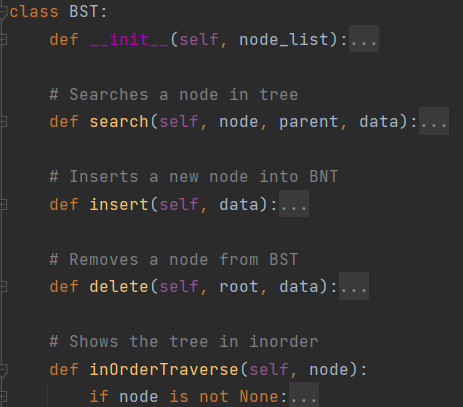 class BST:
def __init__(self, node_list):...
# Searches a node in tree
def search(self, node, parent, data):...
# Inserts a new node into BNT
def insert(self, data):...
# Removes a node from BST
def delete(self, root, data):...
# Shows the tree in inorder
def inOrderTraverse(self, node):
if node is not None:...